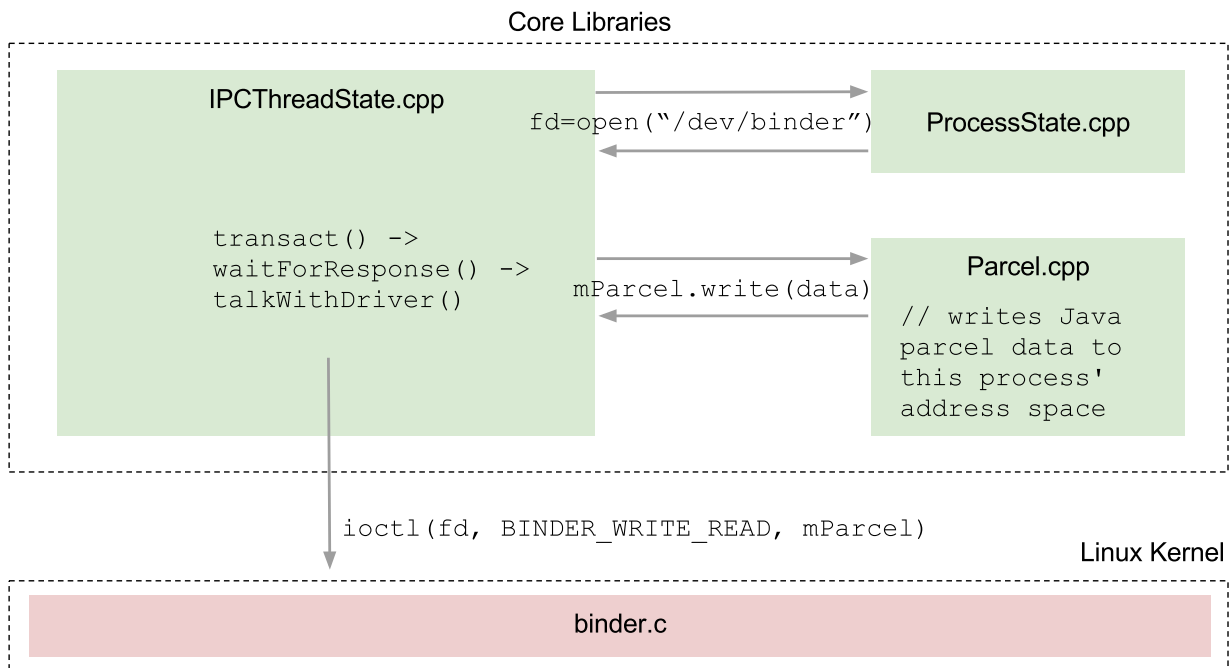 Core Libraries
IPCThreadState.cpp
fd=open(“/dev/binder”)
ProcessState.cpp
transact() ->
waitForResponse() ->
talkWithDriver()
mParcel.write(data)
Parcel.cpp
// writes Java
parcel data to
this process'
address space
ioctl(fd, BINDER_WRITE_READ, mParcel)
Linux Kernel
binder.c